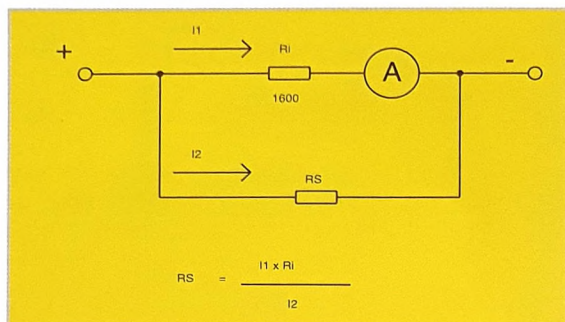 I1
+ Ri -
A
1600
I2
RS
I1 x Ri
RS =
I2